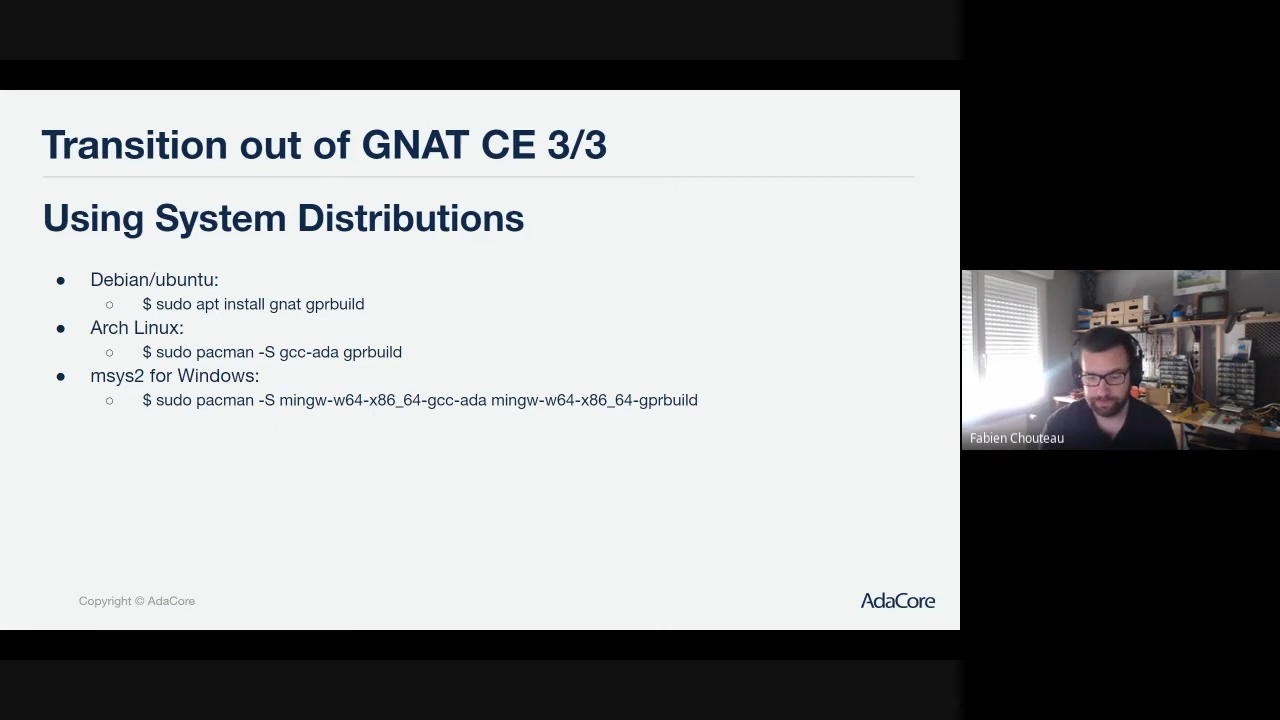 Transition out of GNAT CE 3/3
Using System Distributions
● Debian/ubuntu:
○ $ sudo apt install gnat gprbuild
● Arch Linux:
○ $ sudo pacman -S gcc-ada gprbuild
● msys2 for Windows:
○ $ sudo pacman -S mingw-w64-x86_64-gcc-ada mingw-w64-x86_64-gprbuild
Copyright © AdaCore
AdaCore
Fabien Chouteau